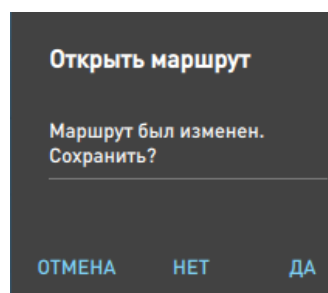 Открыть маршрут
Маршрут был изменен.
Сохранить?
ОТМЕНА НЕТ ДА